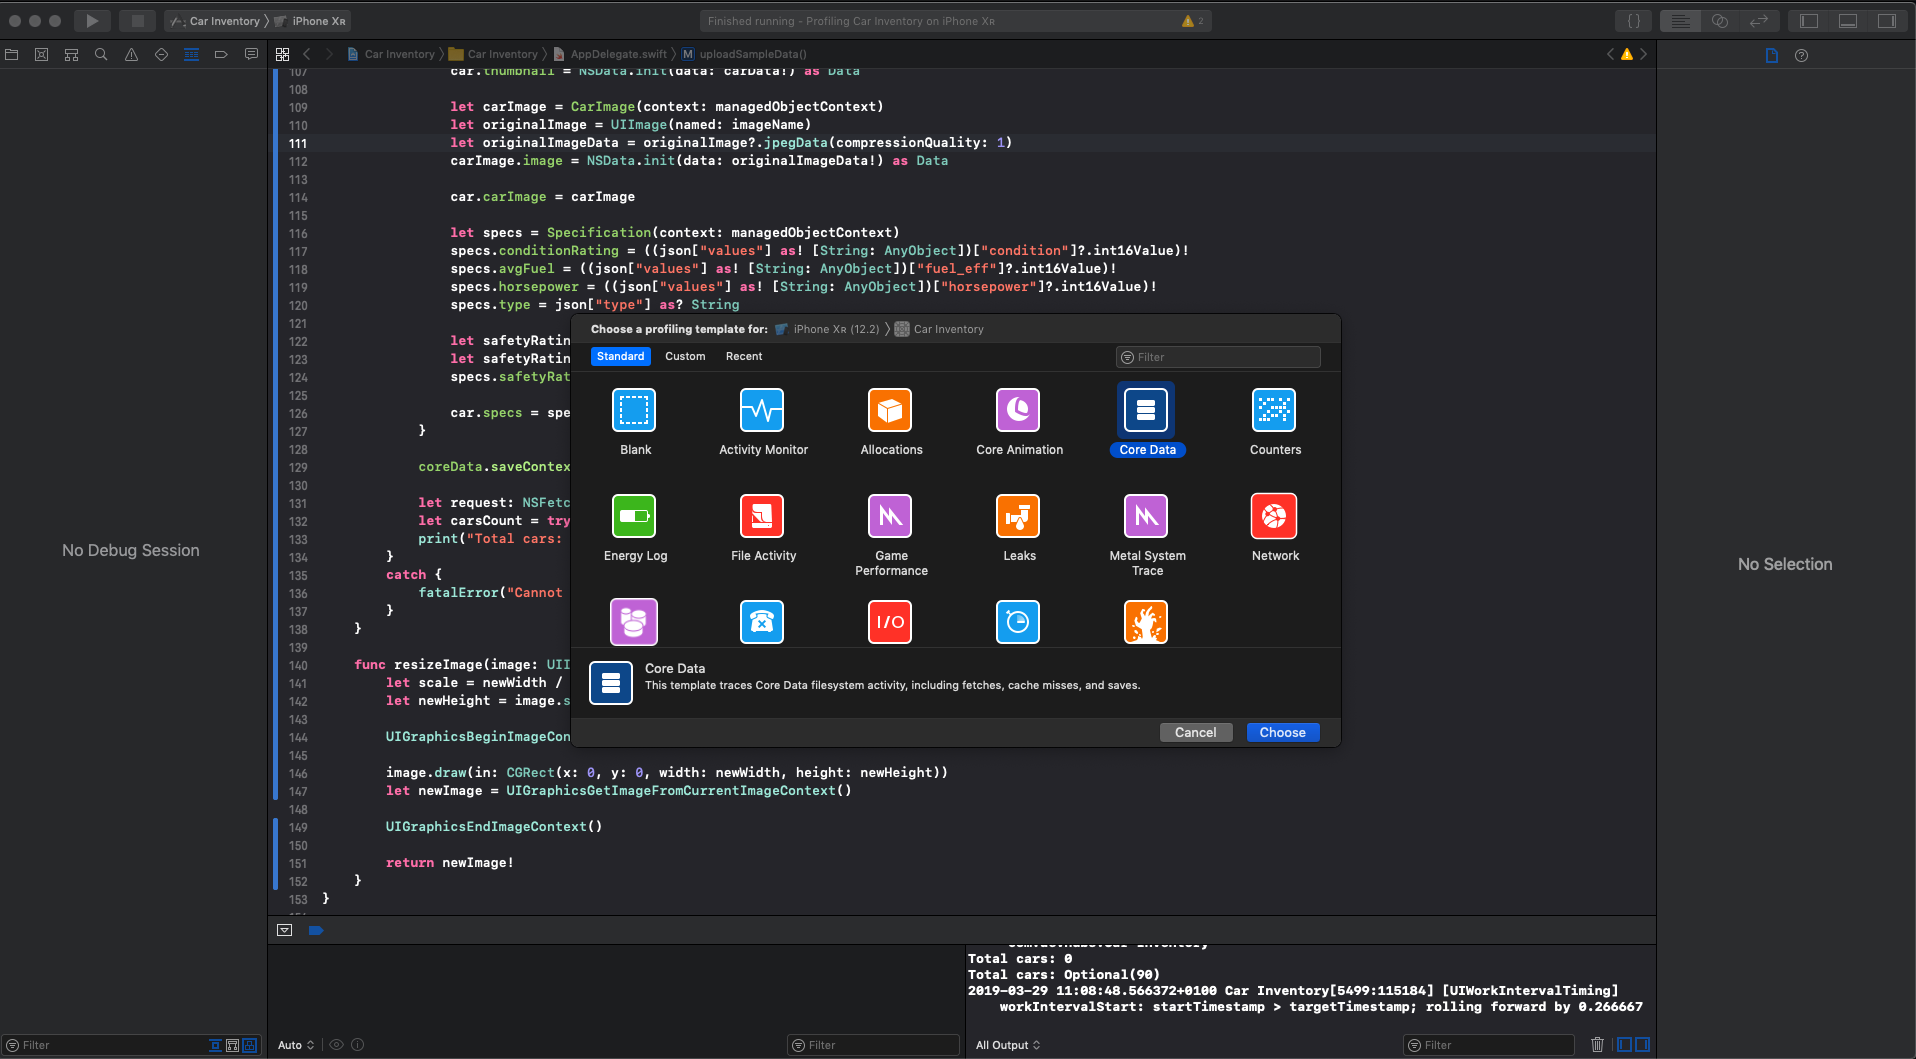 Car Inventory
iPhone XR
Finished running - Profiling Car Inventory on iPhone XR
2
Car Inventory
Car Inventory
AppDelegate.swift
M
uploadSampleData()
107 car.thumbnail = NSData.init(data: carData!) as Data
108
109 let carImage = CarImage(context: managedObjectContext)
110 let originalImage = UIImage(named: imageName)
111 let originalImageData = originalImage?.jpegData(compressionQuality: 1)
112 carImage.image = NSData.init(data: originalImageData!) as Data
113
114 car.carImage = carImage
115
116 let specs = Specification(context: managedObjectContext)
117 specs.conditionRating = ((json["values"] as! [String: AnyObject])["condition"]?.int16Value)!
118 specs.avgFuel = ((json["values"] as! [String: AnyObject])["fuel_eff"]?.int16Value)!
119 specs.horsepower = ((json["values"] as! [String: AnyObject])["horsepower"]?.int16Value)!
120 specs.type = json["type"] as? String
121
122 let safetyRatin
123 let safetyRatin
124 specs.safetyRat
125
126 car.specs = spe
127 }
128
129 coreData.saveContex
130
131 let request: NSFetc
132 let carsCount = try
133 print("Total cars:
134 }
135 catch {
136 fatalError("Cannot
137 }
138 }
139
140 func resizeImage(image: UII
141 let scale = newWidth /
142 let newHeight = image.s
143
144 UIGraphicsBeginImageCon
145
146 image.draw(in: CGRect(x: 0, y: 0, width: newWidth, height: newHeight))
147 let newImage = UIGraphicsGetImageFromCurrentImageContext()
148
149 UIGraphicsEndImageContext()
150
151 return newImage!
152 }
153 }
No Debug Session
No Selection
Choose a profiling template for: iPhone XR (12.2) Car Inventory
Standard Custom Recent
Filter
Blank Activity Monitor Allocations Core Animation Core Data Counters
Energy Log File Activity Game Performance Leaks Metal System Trace Network
I/O
Core Data
This template traces Core Data filesystem activity, including fetches, cache misses, and saves.
Cancel Choose
Total cars: 0
Total cars: Optional(90)
2019-03-29 11:08:48.566372+0100 Car Inventory[5499:115184] [UIWorkIntervalTiming]
workIntervalStart: startTimestamp > targetTimestamp; rolling forward by 0.266667
Filter
Auto
Filter
All Output
Filter